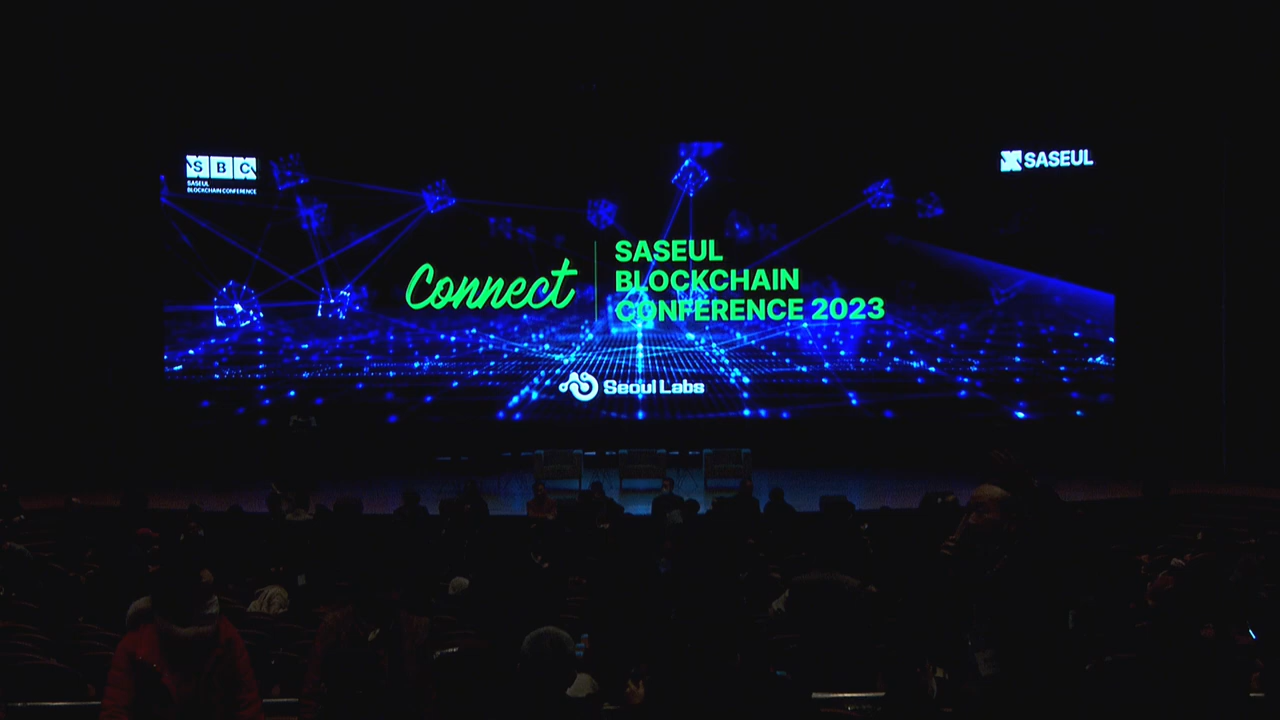 SBC
SASEUL
BLOCKCHAIN CONFERENCE
SASEUL
Connect
SASEUL
BLOCKCHAIN
CONFERENCE 2023
Seoul Labs